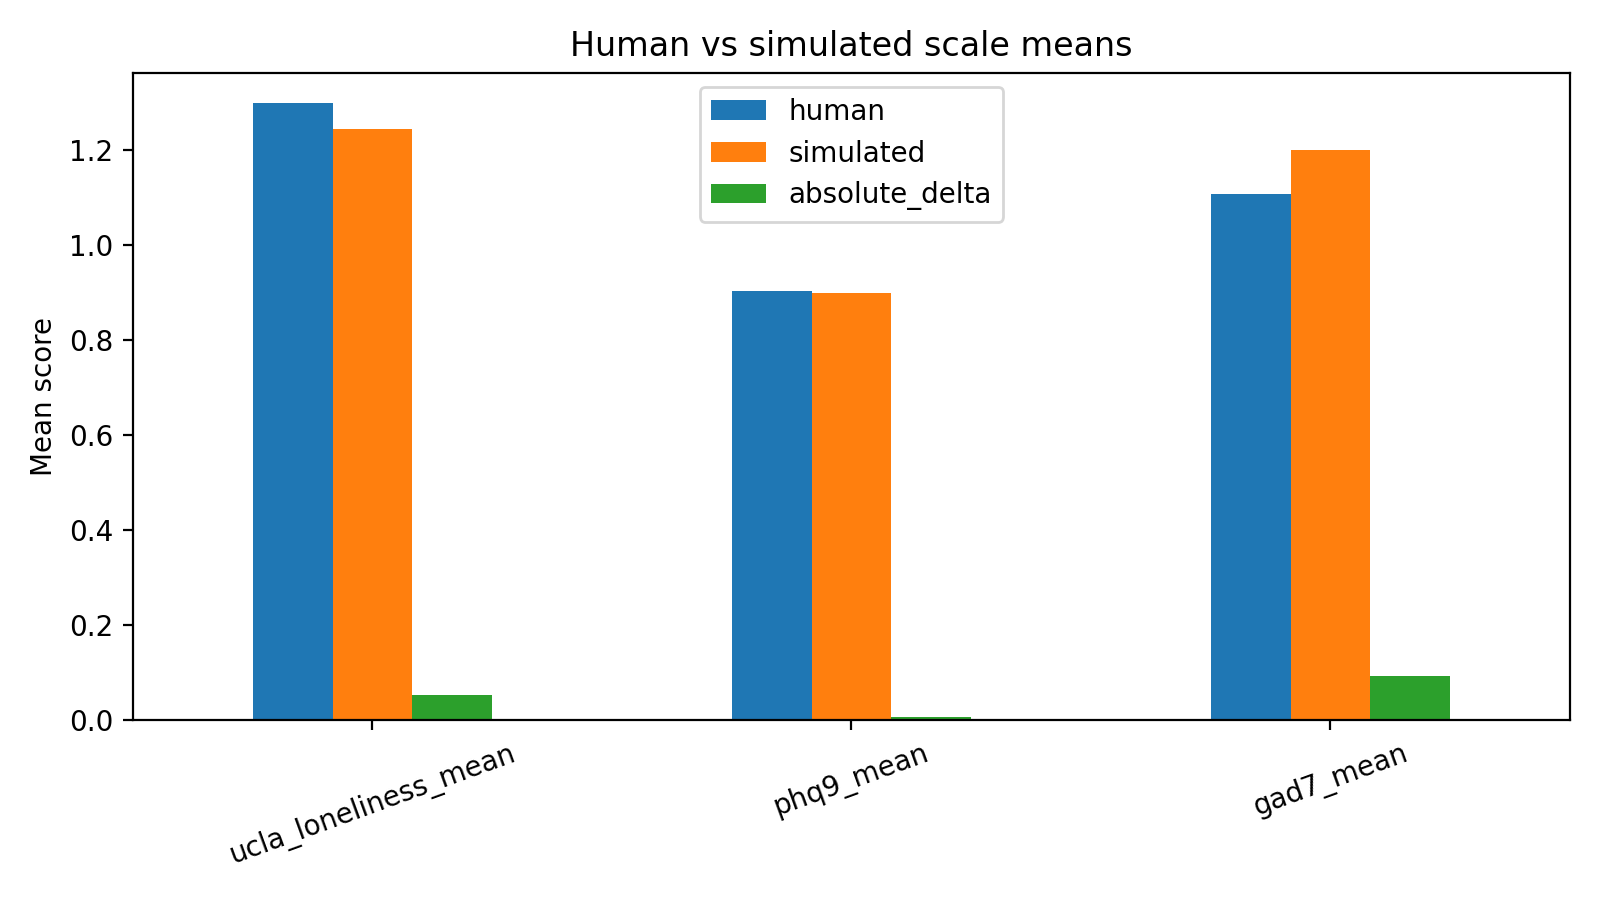 Human vs simulated scale means
human
simulated
absolute_delta
Mean score
1.2
1.0
0.8
0.6
0.4
0.2
0.0
ucla_loneliness_mean
phq9_mean
gad7_mean